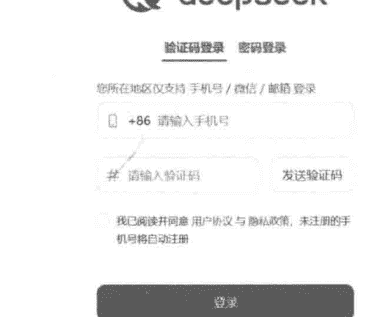 deepseek
验证码登录 密码登录
您所在地区仅支持 手机号 / 微信 / 邮箱 登录
+86 请输入手机号
# 请输入验证码 发送验证码
我已阅读并同意 用户协议 与 隐私政策，未注册的手
机号将自动注册
登录